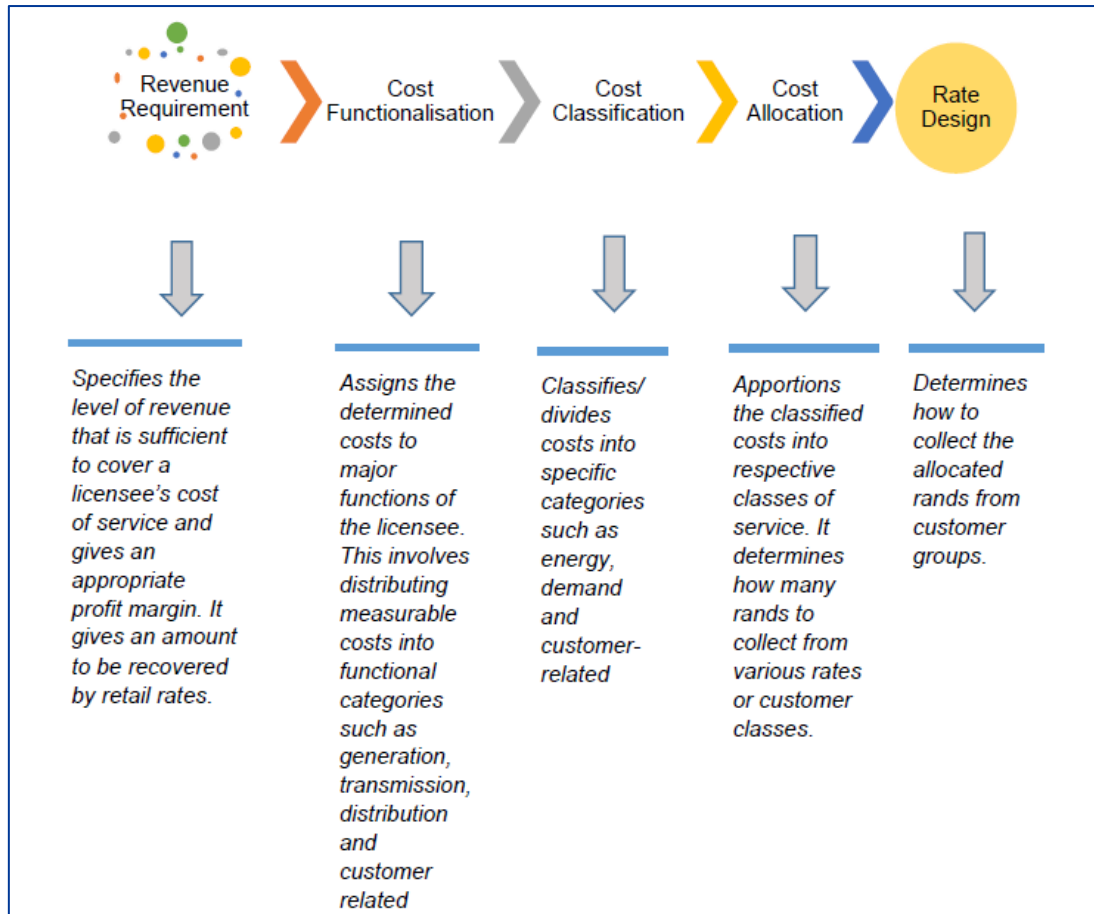 Revenue
Requirement
Cost
Functionalisation
Cost
Classification
Cost
Allocation
Rate
Design
Specifies the
level of revenue
that is sufficient
to cover a
licensee’s cost
of service and
gives an
appropriate
profit margin. It
gives an amount
to be recovered
by retail rates.
Assigns the
determined
costs to
major
functions of
the licensee.
This involves
distributing
measurable
costs into
functional
categories
such as
generation,
transmission,
distribution
and
customer
related
Classifies/
divides
costs into
specific
categories
such as
energy,
demand
and
customer-
related
Apportions
the classified
costs into
respective
classes of
service. It
determines
how many
rands to
collect from
various rates
or customer
classes.
Determines
how to
collect the
allocated
rands from
customer
groups.